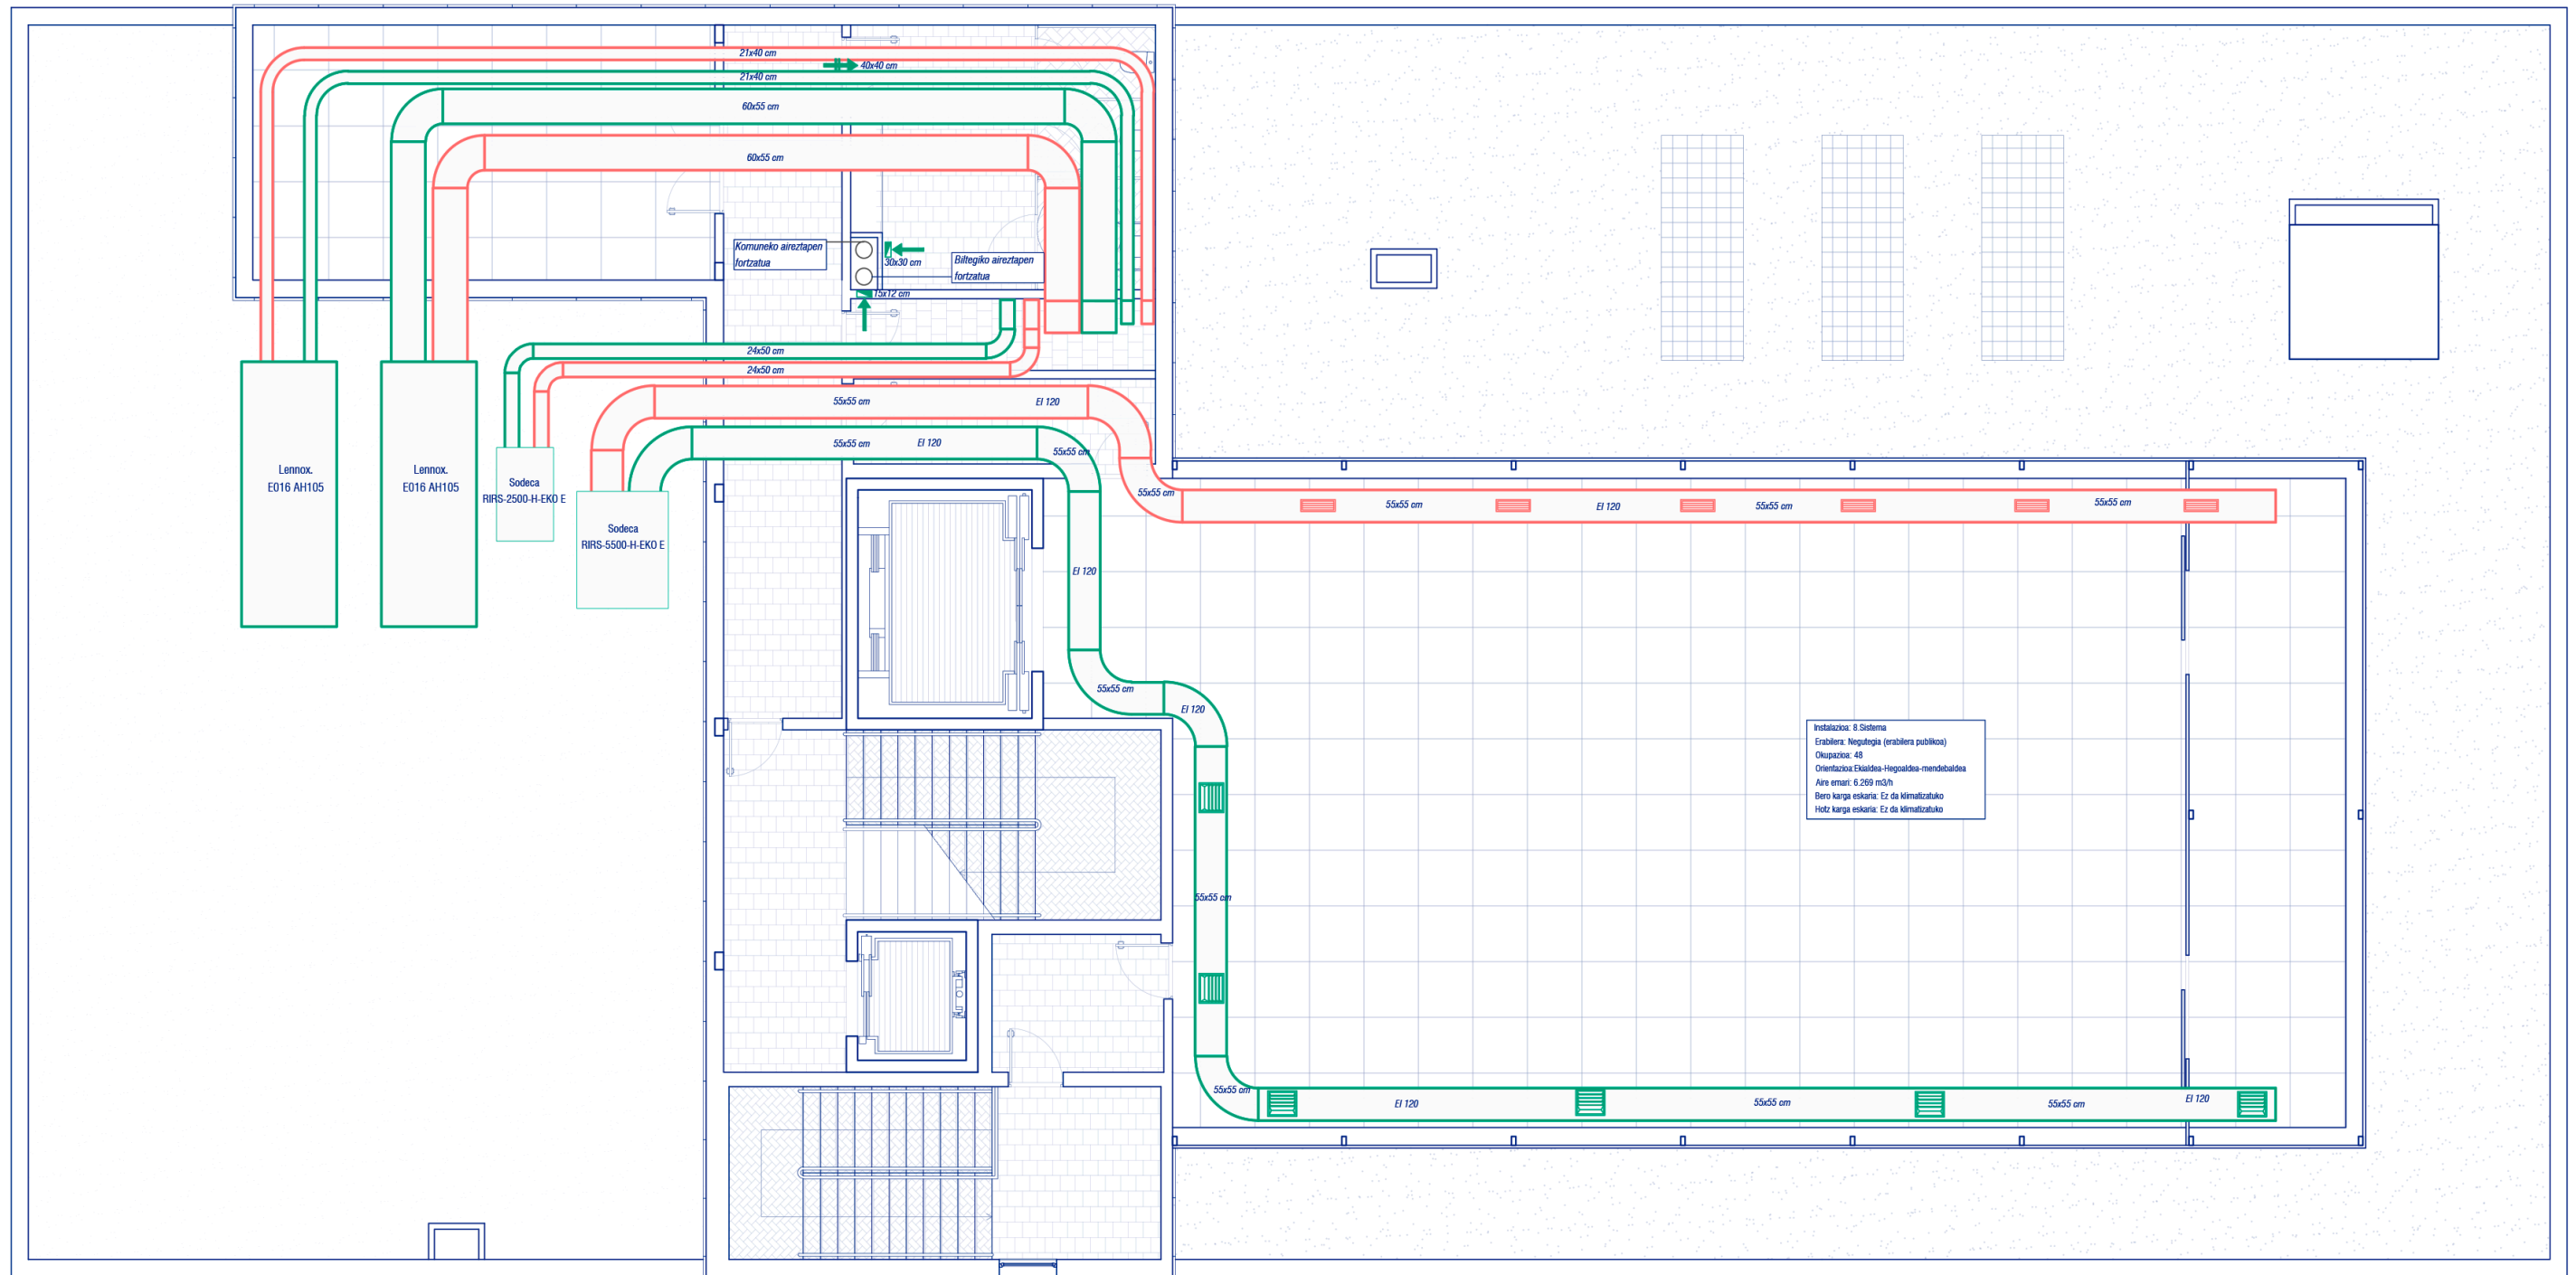 21x40 cm
40x40 cm
21x40 cm
60x55 cm
60x55 cm
Komuneko aireztapen
fortzatua
30x30 cm
Biltegiko aireztapen
fortzatua
15x12 cm
24x50 cm
24x50 cm
55x55 cm
EI 120
55x55 cm
EI 120
55x55 cm
Lennox.
E016 AH105
Lennox.
E016 AH105
Sodeca
RIRS-2500-H-EKO E
Sodeca
RIRS-5500-H-EKO E
55x55 cm
55x55 cm
EI 120
55x55 cm
55x55 cm
EI 120
55x55 cm
EI 120
Instalazioa: 8.Sistema
Erabilera: Negutegia (erabilera publikoa)
Okupazioa: 48
Orientazioa:Ekialdea-Hegoaldea-mendebaldea
Aire emari: 6.269 m3/h
Bero karga eskaria: Ez da klimatizatuko
Hotz karga eskaria: Ez da klimatizatuko
55x55 cm
55x55 cm
EI 120
55x55 cm
55x55 cm
EI 120